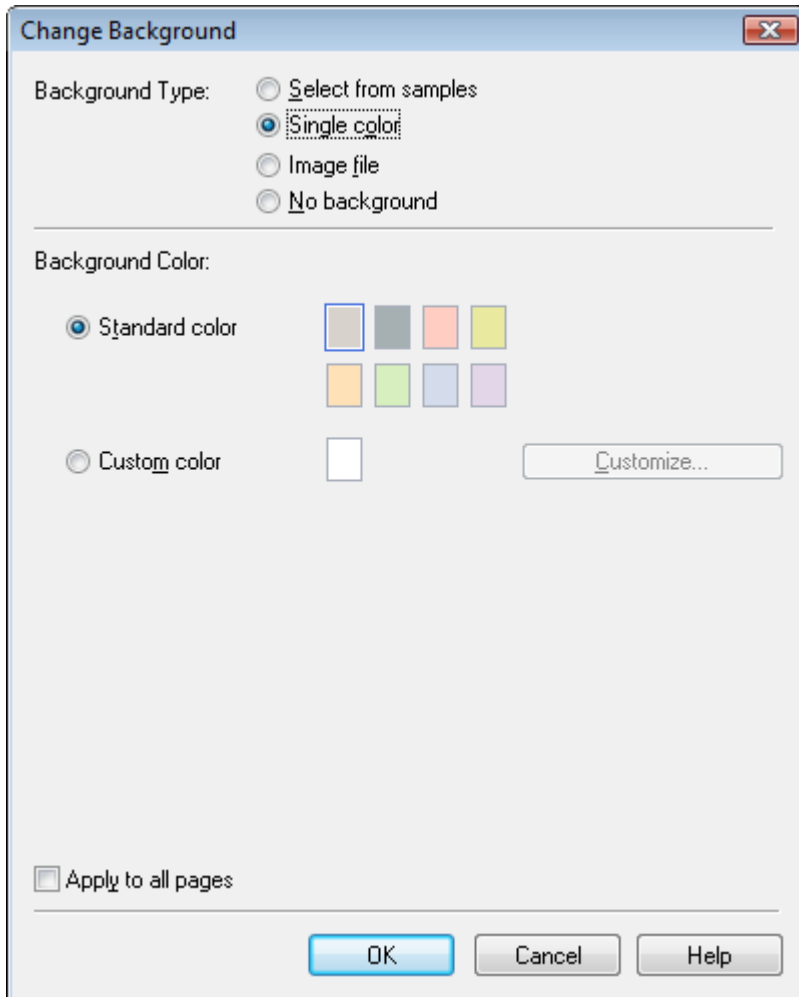 Change Background
Background Type:
Select from samples
Single color
Image file
No background
Background Color:
Standard color
Custom color
Customize...
Apply to all pages
OK
Cancel
Help